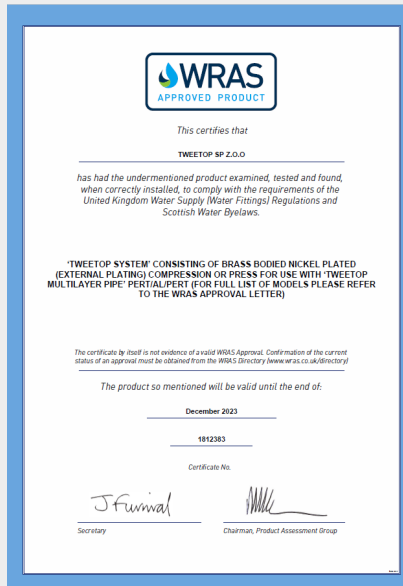 WRAS
APPROVED PRODUCT
This certifies that
TWEETOP SP Z.O.O
has had the undermentioned product examined, tested and found,
when correctly installed, to comply with the requirements of the
United Kingdom Water Supply (Water Fittings) Regulations and
Scottish Water Byelaws.
'TWEETOP SYSTEM' CONSISTING OF BRASS BODIED NICKEL PLATED
(EXTERNAL PLATING) COMPRESSION OR PRESS FOR USE WITH 'TWEETOP
MULTILAYER PIPE' PERT/AL/PERT (FOR FULL LIST OF MODELS PLEASE REFER
TO THE WRAS APPROVAL LETTER)
The certificate by itself is not evidence of a valid WRAS Approval. Confirmation of the current
status of an approval must be obtained from the WRAS Directory (www.wras.co.uk/directory)
The product so mentioned will be valid until the end of:
December 2023
1812383
Certificate No.
J Furnival
Secretary
Chairman, Product Assessment Group